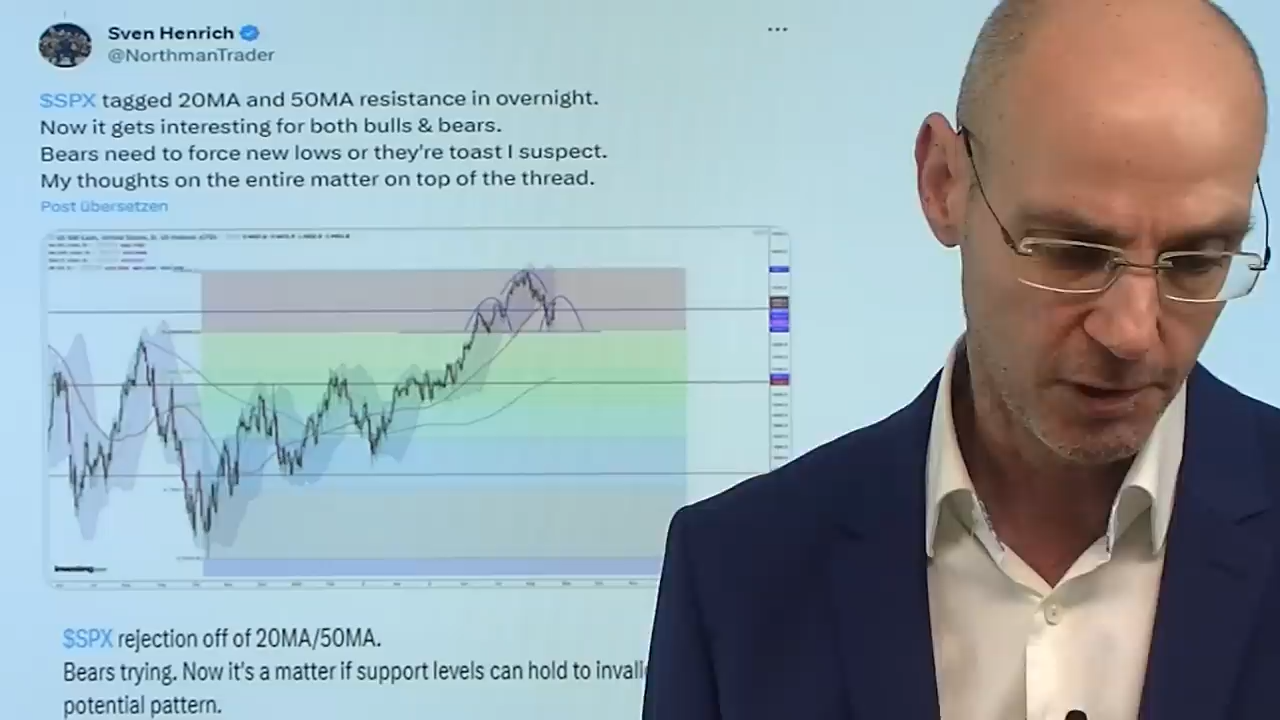 Sven Henrich
@NorthmanTrader
$SPX tagged 20MA and 50MA resistance in overnight.
Now it gets interesting for both bulls & bears.
Bears need to force new lows or they're toast I suspect.
My thoughts on the entire matter on top of the thread.
Post übersetzen
$SPX rejection off of 20MA/50MA.
Bears trying. Now it's a matter if support levels can hold to
potential pattern.